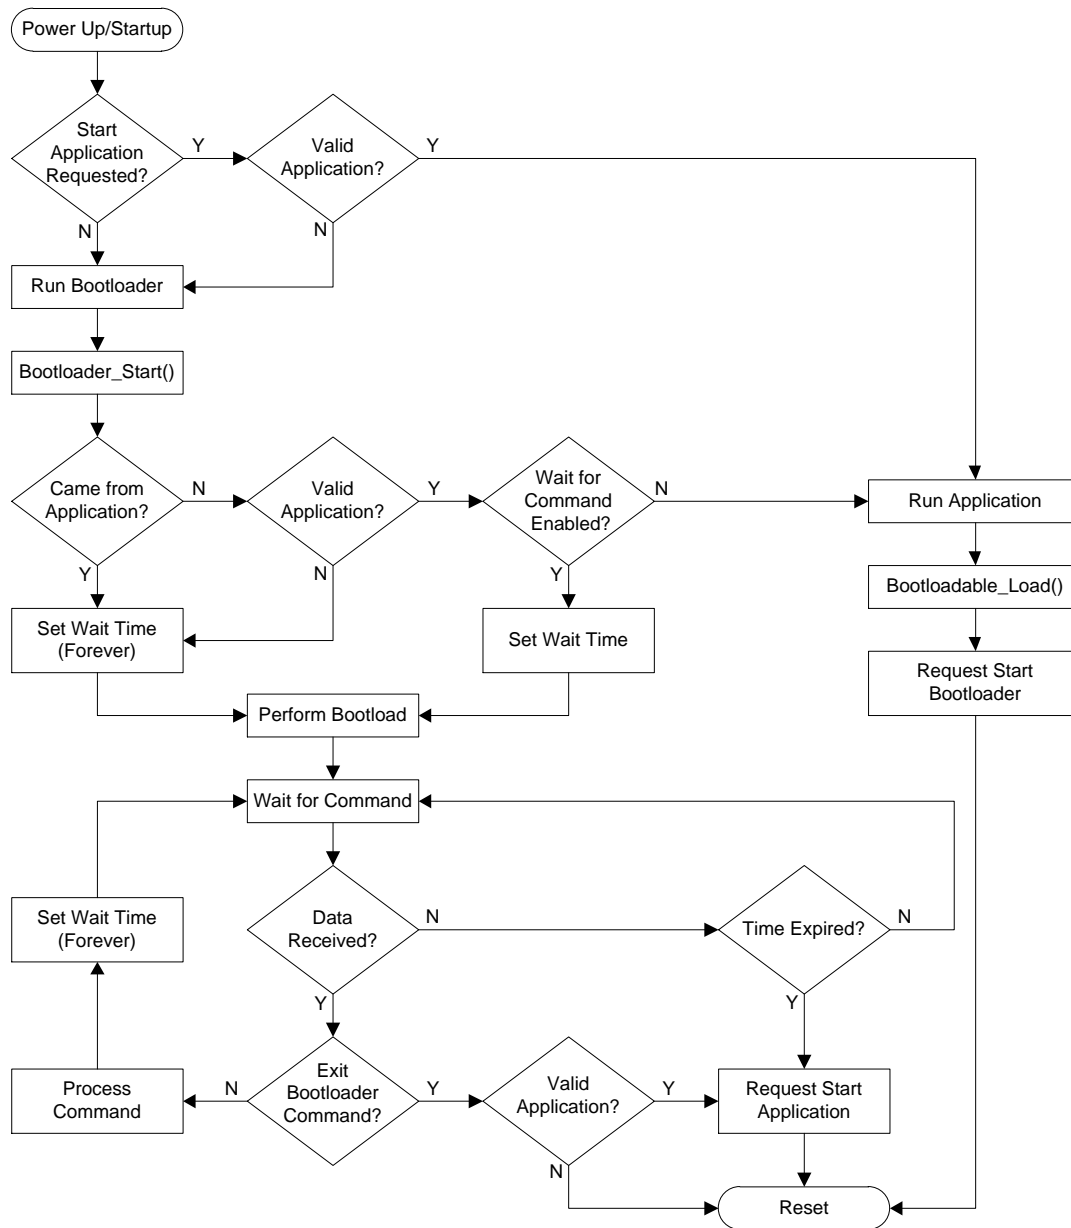 Power Up/Startup
Start
Application
Requested?
Y
Valid
Application?
Y
N
N
Run Bootloader
Bootloader_Start()
Came from
Application?
N
Valid
Application?
Y
Wait for
Command
Enabled?
N
Run Application
Y
N
Y
Bootloadable_Load()
Set Wait Time
(Forever)
Set Wait Time
Request Start
Bootloader
Perform Bootload
Wait for Command
Set Wait Time
(Forever)
Data
Received?
N
Time Expired?
N
Y
Y
Process
Command
N
Exit
Bootloader
Command?
Y
Valid
Application?
Y
Request Start
Application
N
Reset